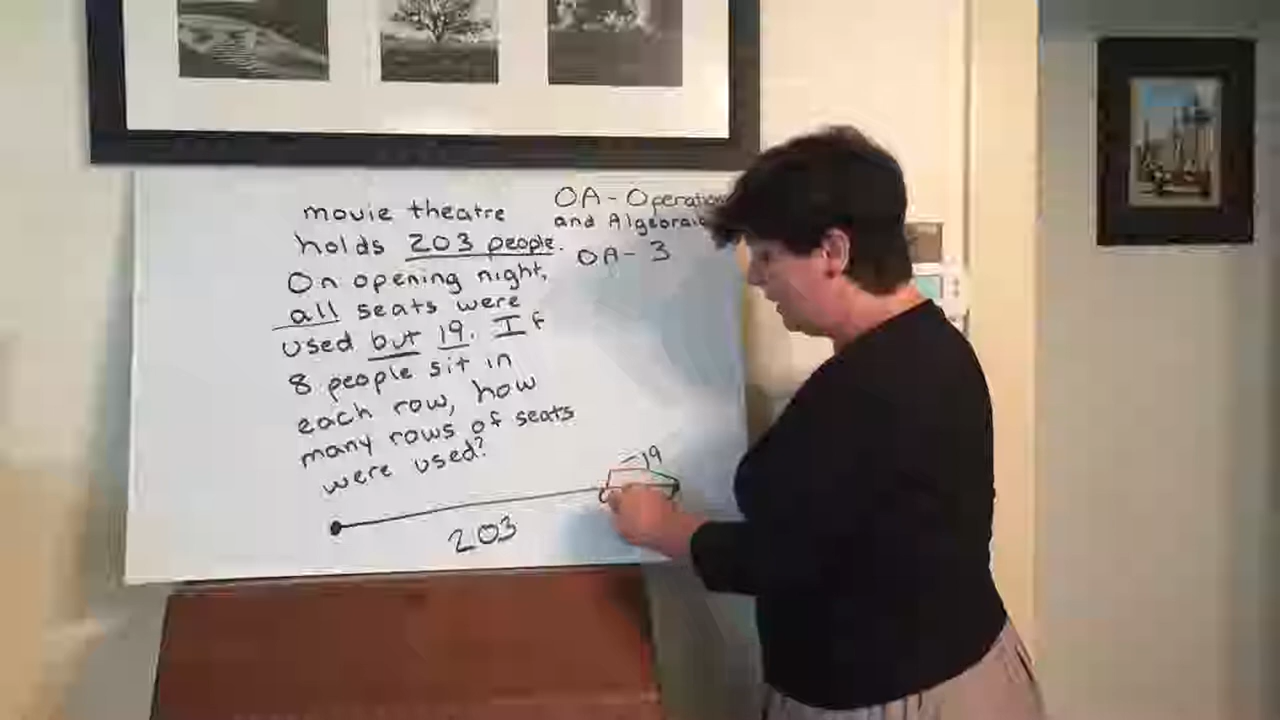 movie theatre
holds 203 people.
On opening night,
all seats were
used but 19. If
8 people sit in
each row, how
many rows of seats
were used?
OA - Operation
and Algebraic
OA - 3
-19
203